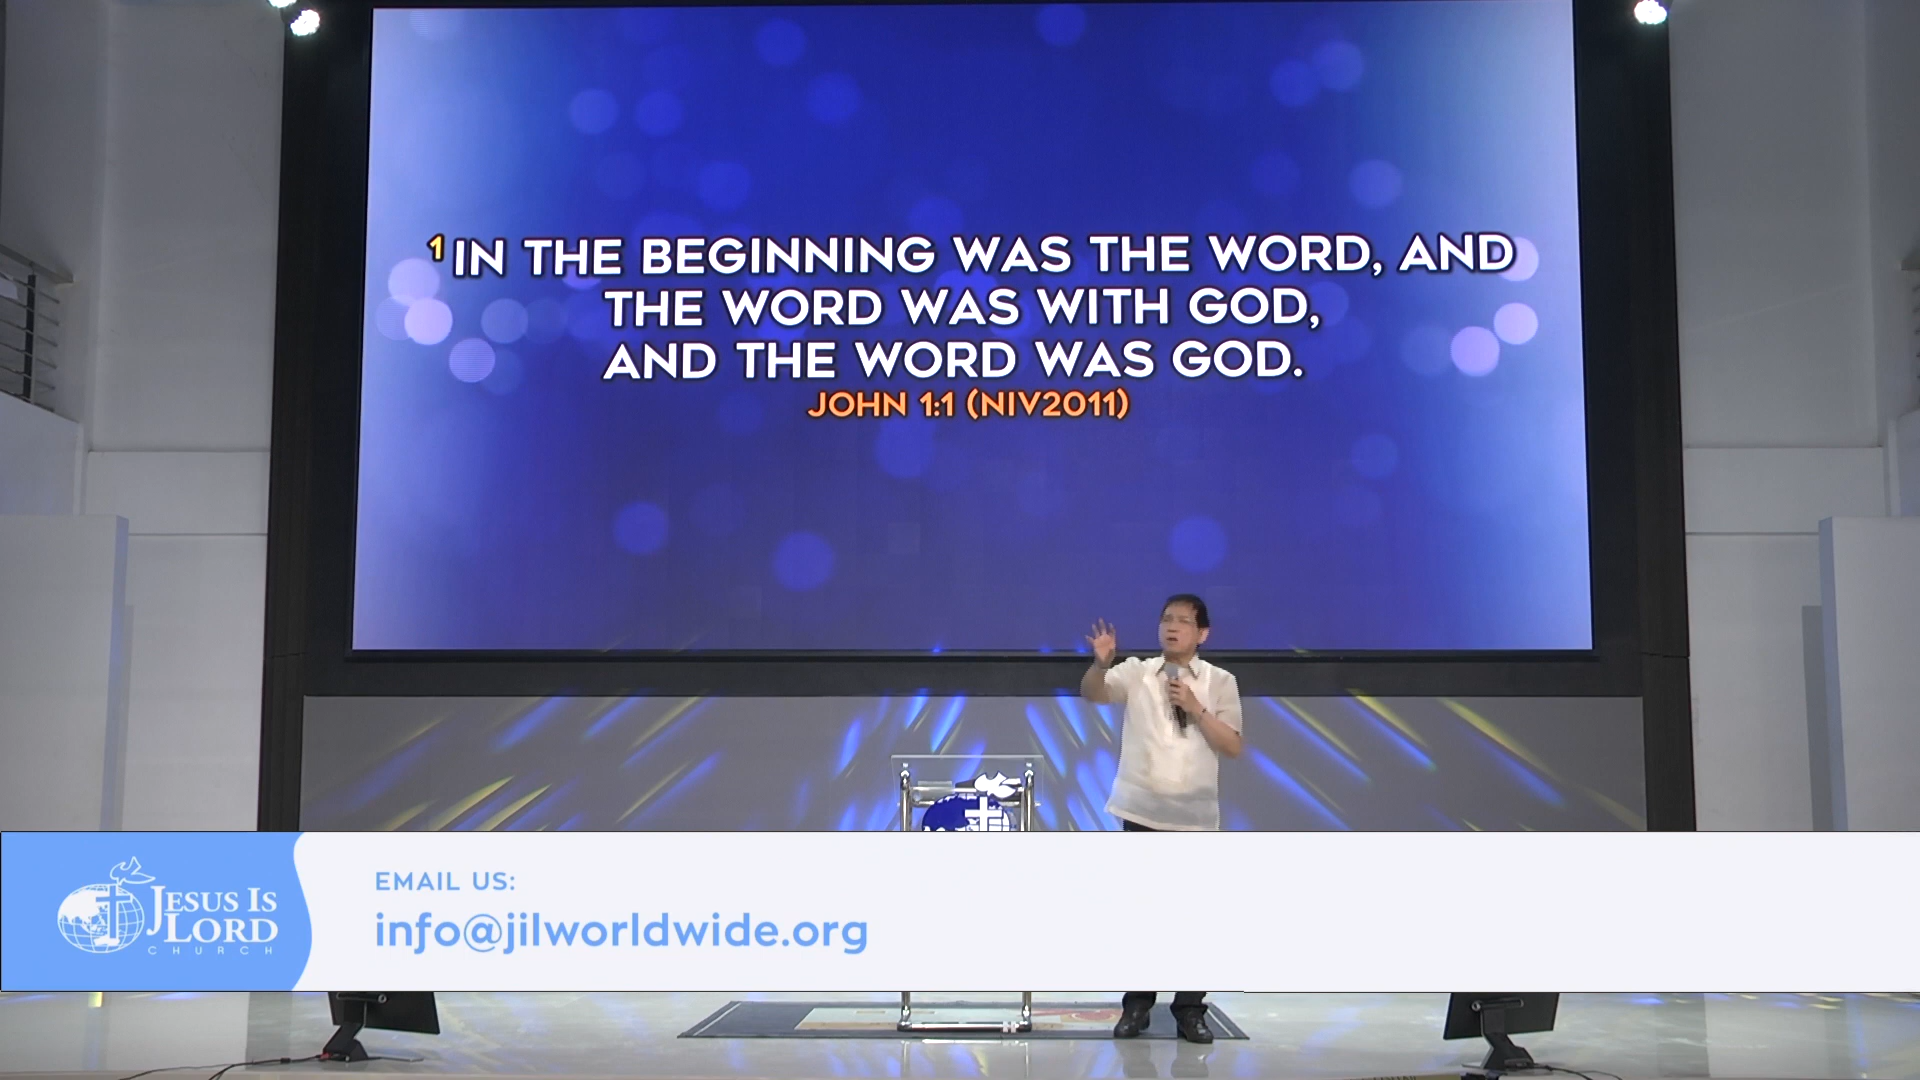 1 IN THE BEGINNING WAS THE WORD, AND
THE WORD WAS WITH GOD,
AND THE WORD WAS GOD.
JOHN 1:1 (NIV2011)
JESUS IS
LORD
CHURCH
EMAIL US:
info@jilworldwide.org